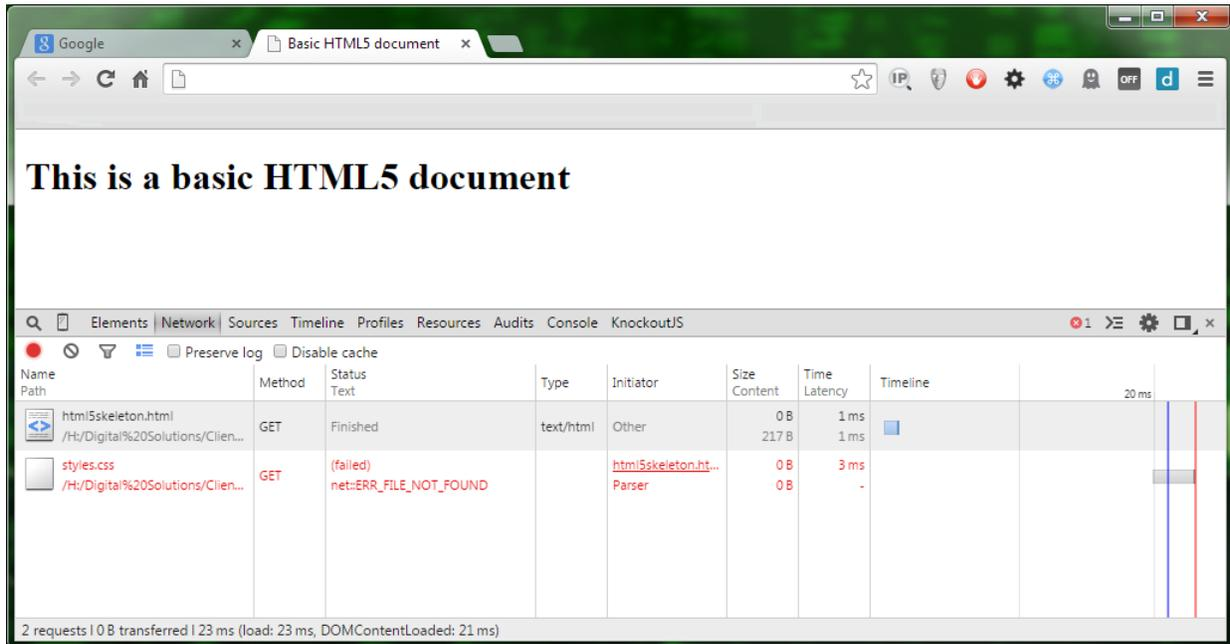 Google
Basic HTML5 document
IP
OFF
d
This is a basic HTML5 document
Elements Network Sources Timeline Profiles Resources Audits Console KnockoutJS 1
Preserve log Disable cache
Name Method Status Type Initiator Size Time Timeline
Path Text Content Latency 20 ms
html5skeleton.html GET Finished text/html Other 0 B 1 ms
/H:/Digital%20Solutions/Clien... 217 B 1 ms
styles.css GET (failed) html5skeleton.ht... 0 B 3 ms
/H:/Digital%20Solutions/Clien... net::ERR_FILE_NOT_FOUND Parser 0 B -
2 requests | 0 B transferred | 23 ms (load: 23 ms, DOMContentLoaded: 21 ms)